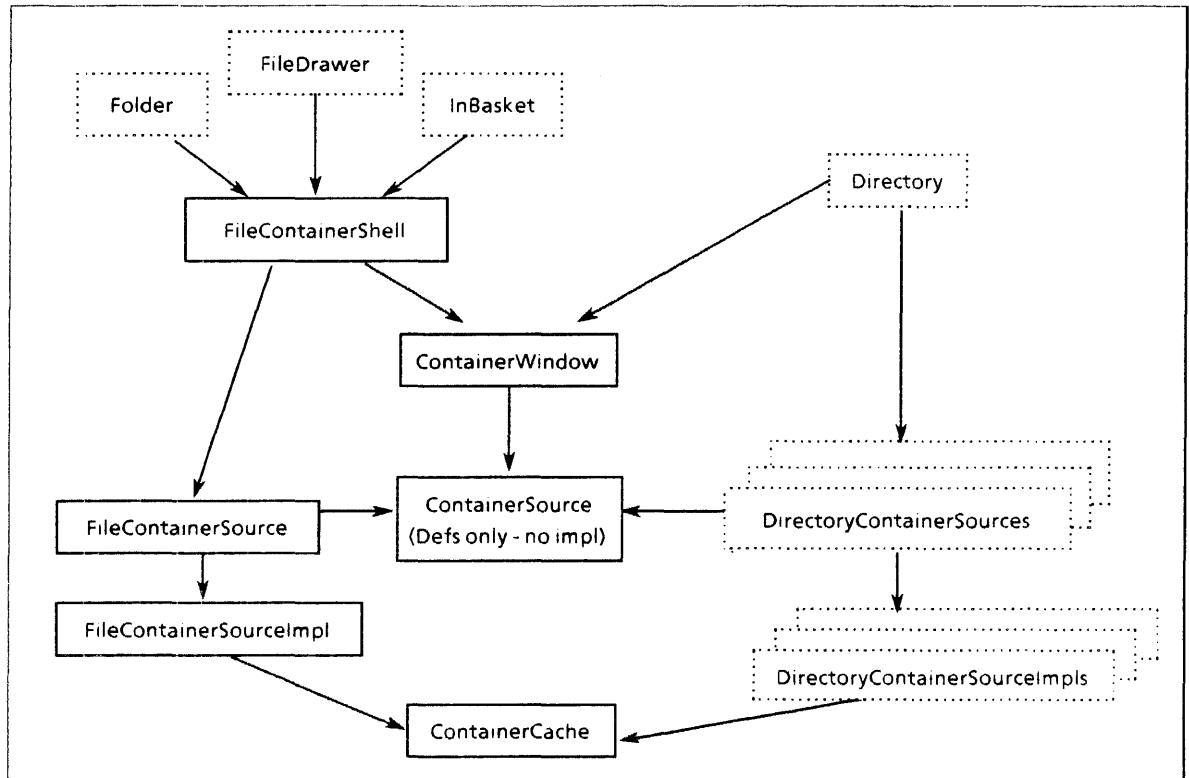 FileDrawer
Folder
InBasket
Directory
FileContainerShell
ContainerWindow
ContainerSource
(Defs only - no impl)
FileContainerSource
DirectoryContainerSources
FileContainerSourceImpl
DirectoryContainerSourceImpls
ContainerCache